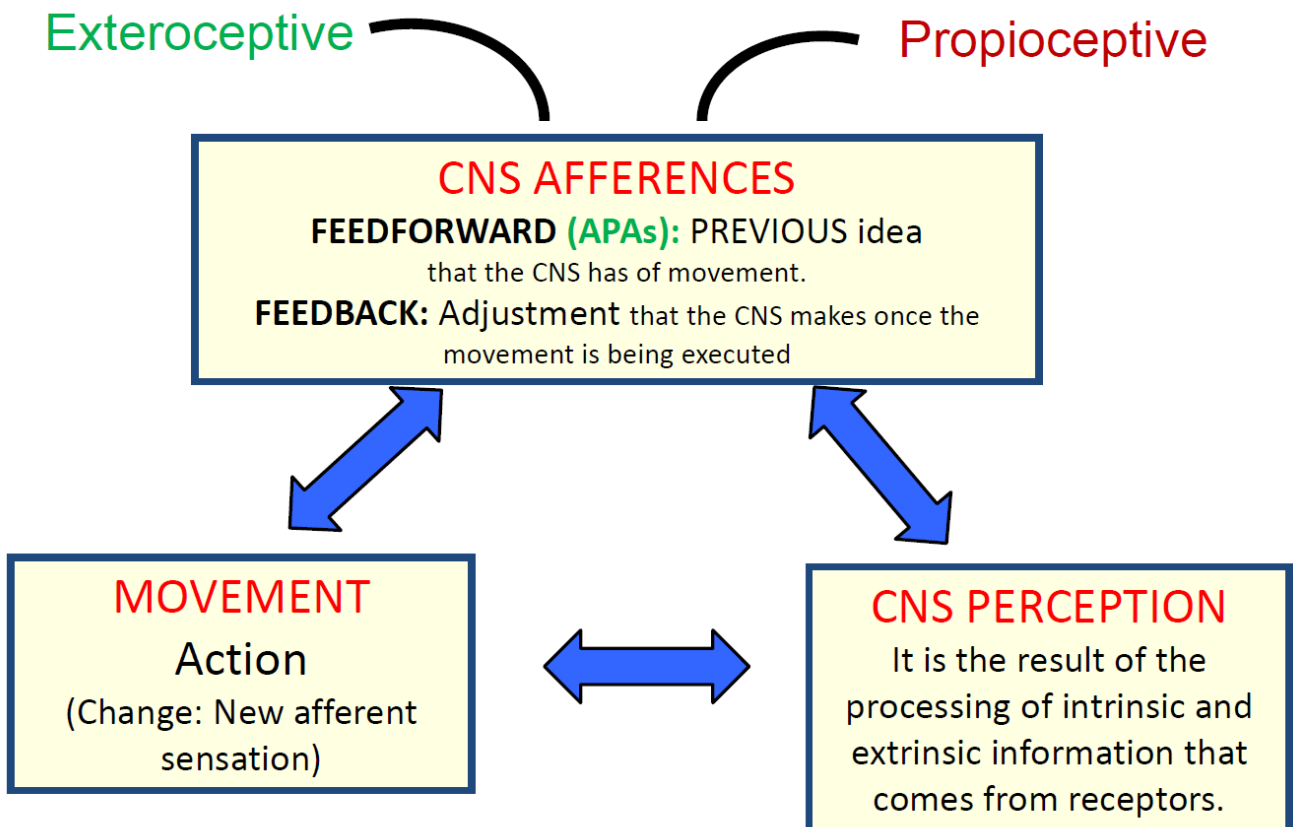 Exteroceptive
Propioceptive
CNS AFFERENCES
FEEDFORWARD (APAs): PREVIOUS idea
that the CNS has of movement.
FEEDBACK: Adjustment that the CNS makes once the
movement is being executed
MOVEMENT
Action
(Change: New afferent
sensation)
CNS PERCEPTION
It is the result of the
processing of intrinsic and
extrinsic information that
comes from receptors.